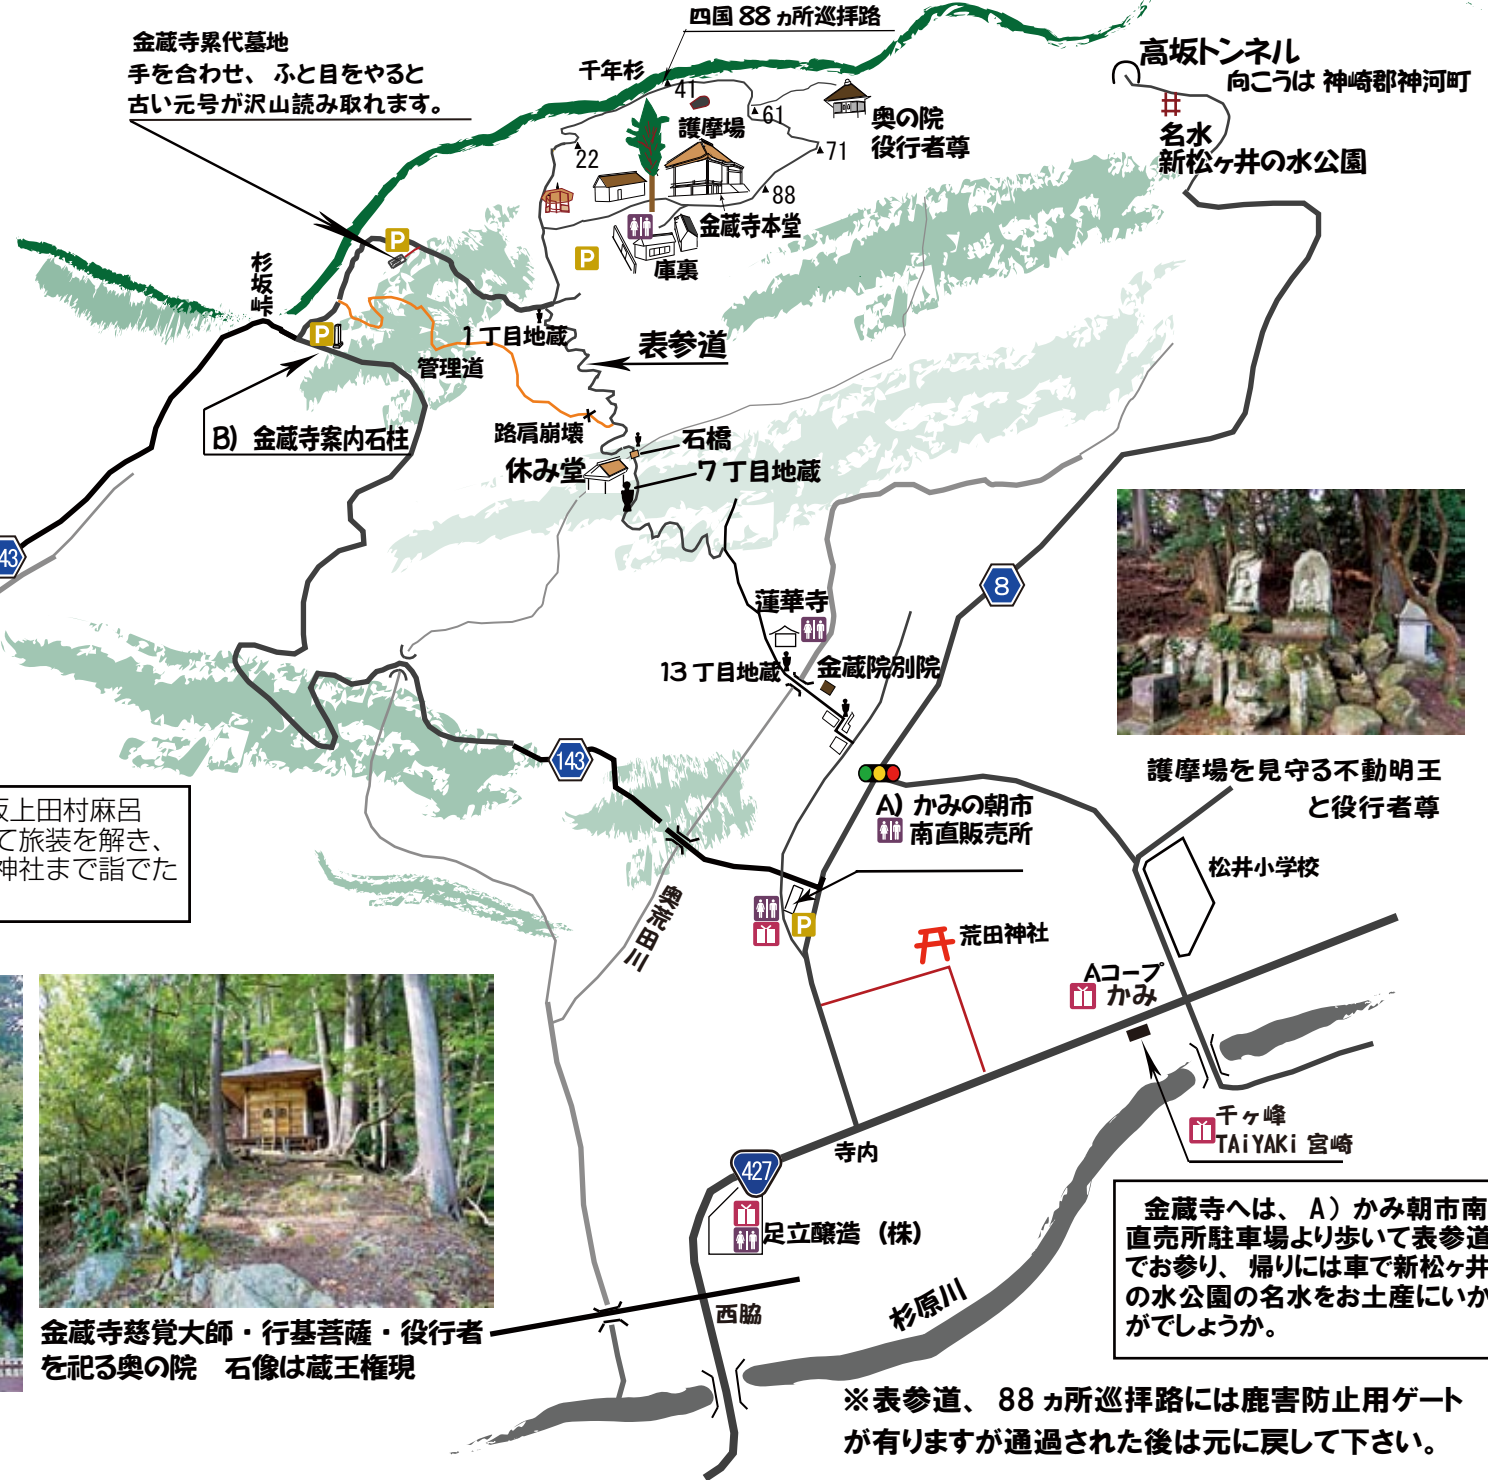 四国 88 ヵ所巡拝路
金蔵寺累代墓地
手を合わせ、ふと目をやると
古い元号が沢山読み取れます。
千年杉
41
護摩場
61
奥の院
役行者尊
71
22
88
金蔵寺本堂
庫裏
高坂トンネル
向こうは 神崎郡神河町
名水
新松ヶ井の水公園
P
P
P
杉坂峠
1 丁目地蔵
表参道
管理道
B) 金蔵寺案内石柱
路肩崩壊
石橋
休み堂
7 丁目地蔵
43
8
蓮華寺
13 丁目地蔵
金蔵院別院
143
A) かみの朝市
南直販売所
護摩場を見守る不動明王
と役行者尊
坂上田村麻呂
て旅装を解き、
神社まで詣でた
松井小学校
奥荒田川
P
荒田神社
Aコープ
かみ
千ヶ峰
TAiYAKi 宮崎
寺内
427
足立醸造 (株)
西脇
杉原川
金蔵寺へは、A) かみ朝市南
直売所駐車場より歩いて表参道
でお参り、帰りには車で新松ヶ井
の水公園の名水をお土産にいか
がでしょうか。
金蔵寺慈覚大師・行基菩薩・役行者
を祀る奥の院 石像は蔵王権現
※表参道、88 ヵ所巡拝路には鹿害防止用ゲート
が有りますが通過された後は元に戻して下さい。